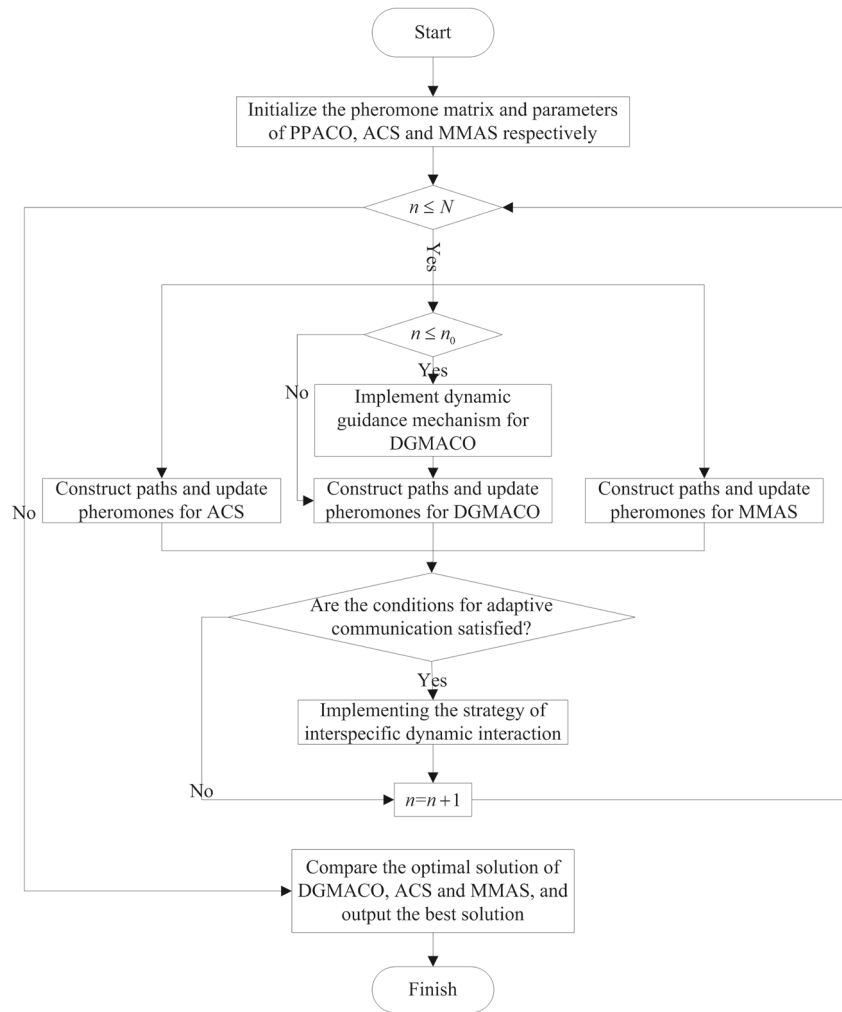 Start
Initialize the pheromone matrix and parameters
of PPACO, ACS and MMAS respectively
n ≤ N
Yes
n ≤ n₀
Yes
No
Implement dynamic
guidance mechanism for
DGMACO
Construct paths and update
pheromones for ACS
Construct paths and update
pheromones for DGMACO
Construct paths and update
pheromones for MMAS
No
Are the conditions for adaptive
communication satisfied?
Yes
Implementing the strategy of
interspecific dynamic interaction
No
n=n+1
Compare the optimal solution of
DGMACO, ACS and MMAS, and
output the best solution
Finish